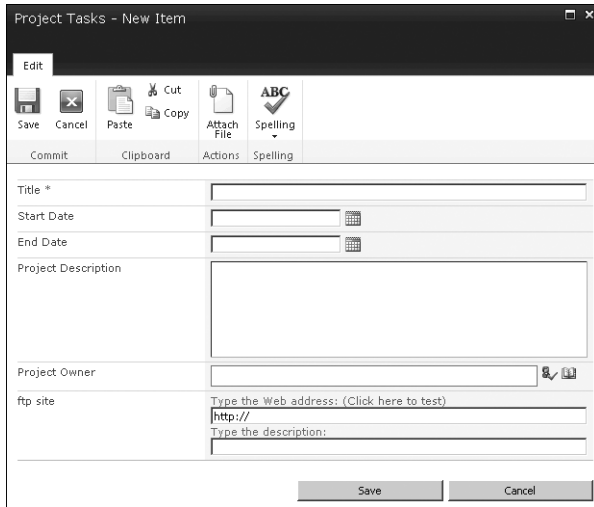 Project Tasks - New Item
Edit
Save
Cancel
Paste
Cut
Copy
Attach File
ABC
Spelling
Commit
Clipboard
Actions
Spelling
Title *
Start Date
End Date
Project Description
Project Owner
ftp site
Type the Web address: (Click here to test)
http://
Type the description:
Save
Cancel